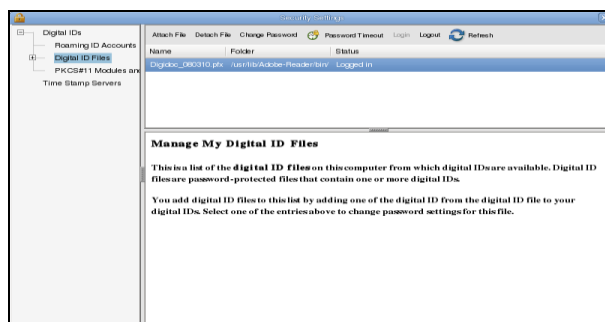 Security Settings
Digital IDs
Roaming ID Accounts
Digital ID Files
PKCS#11 Modules an
Time Stamp Servers
Attach File Detach File Change Password Password Timeout Login Logout Refresh
Name Folder Status
Digidoc_080310.pfx /usr/lib/Adobe-Reader/bin/ Logged in
Manage My Digital ID Files
This is a list of the digital ID files on this computer from which digital IDs are available. Digital ID
files are password-protected files that contain one or more digital IDs.
You add digital ID files to this list by adding one of the digital ID from the digital ID file to your
digital IDs. Select one of the entries above to change password settings for this file.